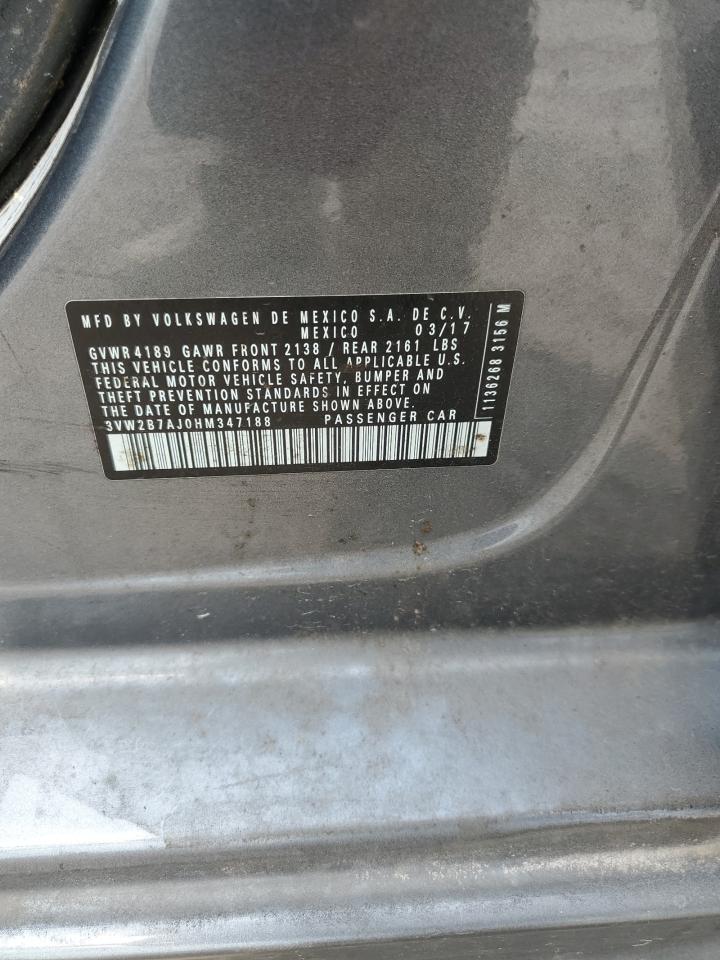 MFD BY VOLKSWAGEN DE MEXICO S.A. DE C.V.
MEXICO 03/17
GVWR 4189 GAWR FRONT 2138 / REAR 2161 LBS
THIS VEHICLE CONFORMS TO ALL APPLICABLE U.S.
FEDERAL MOTOR VEHICLE SAFETY, BUMPER AND
THEFT PREVENTION STANDARDS IN EFFECT ON
THE DATE OF MANUFACTURE SHOWN ABOVE.
3VW2B7AJ0HM347188 PASSENGER CAR
1136268 3156 M